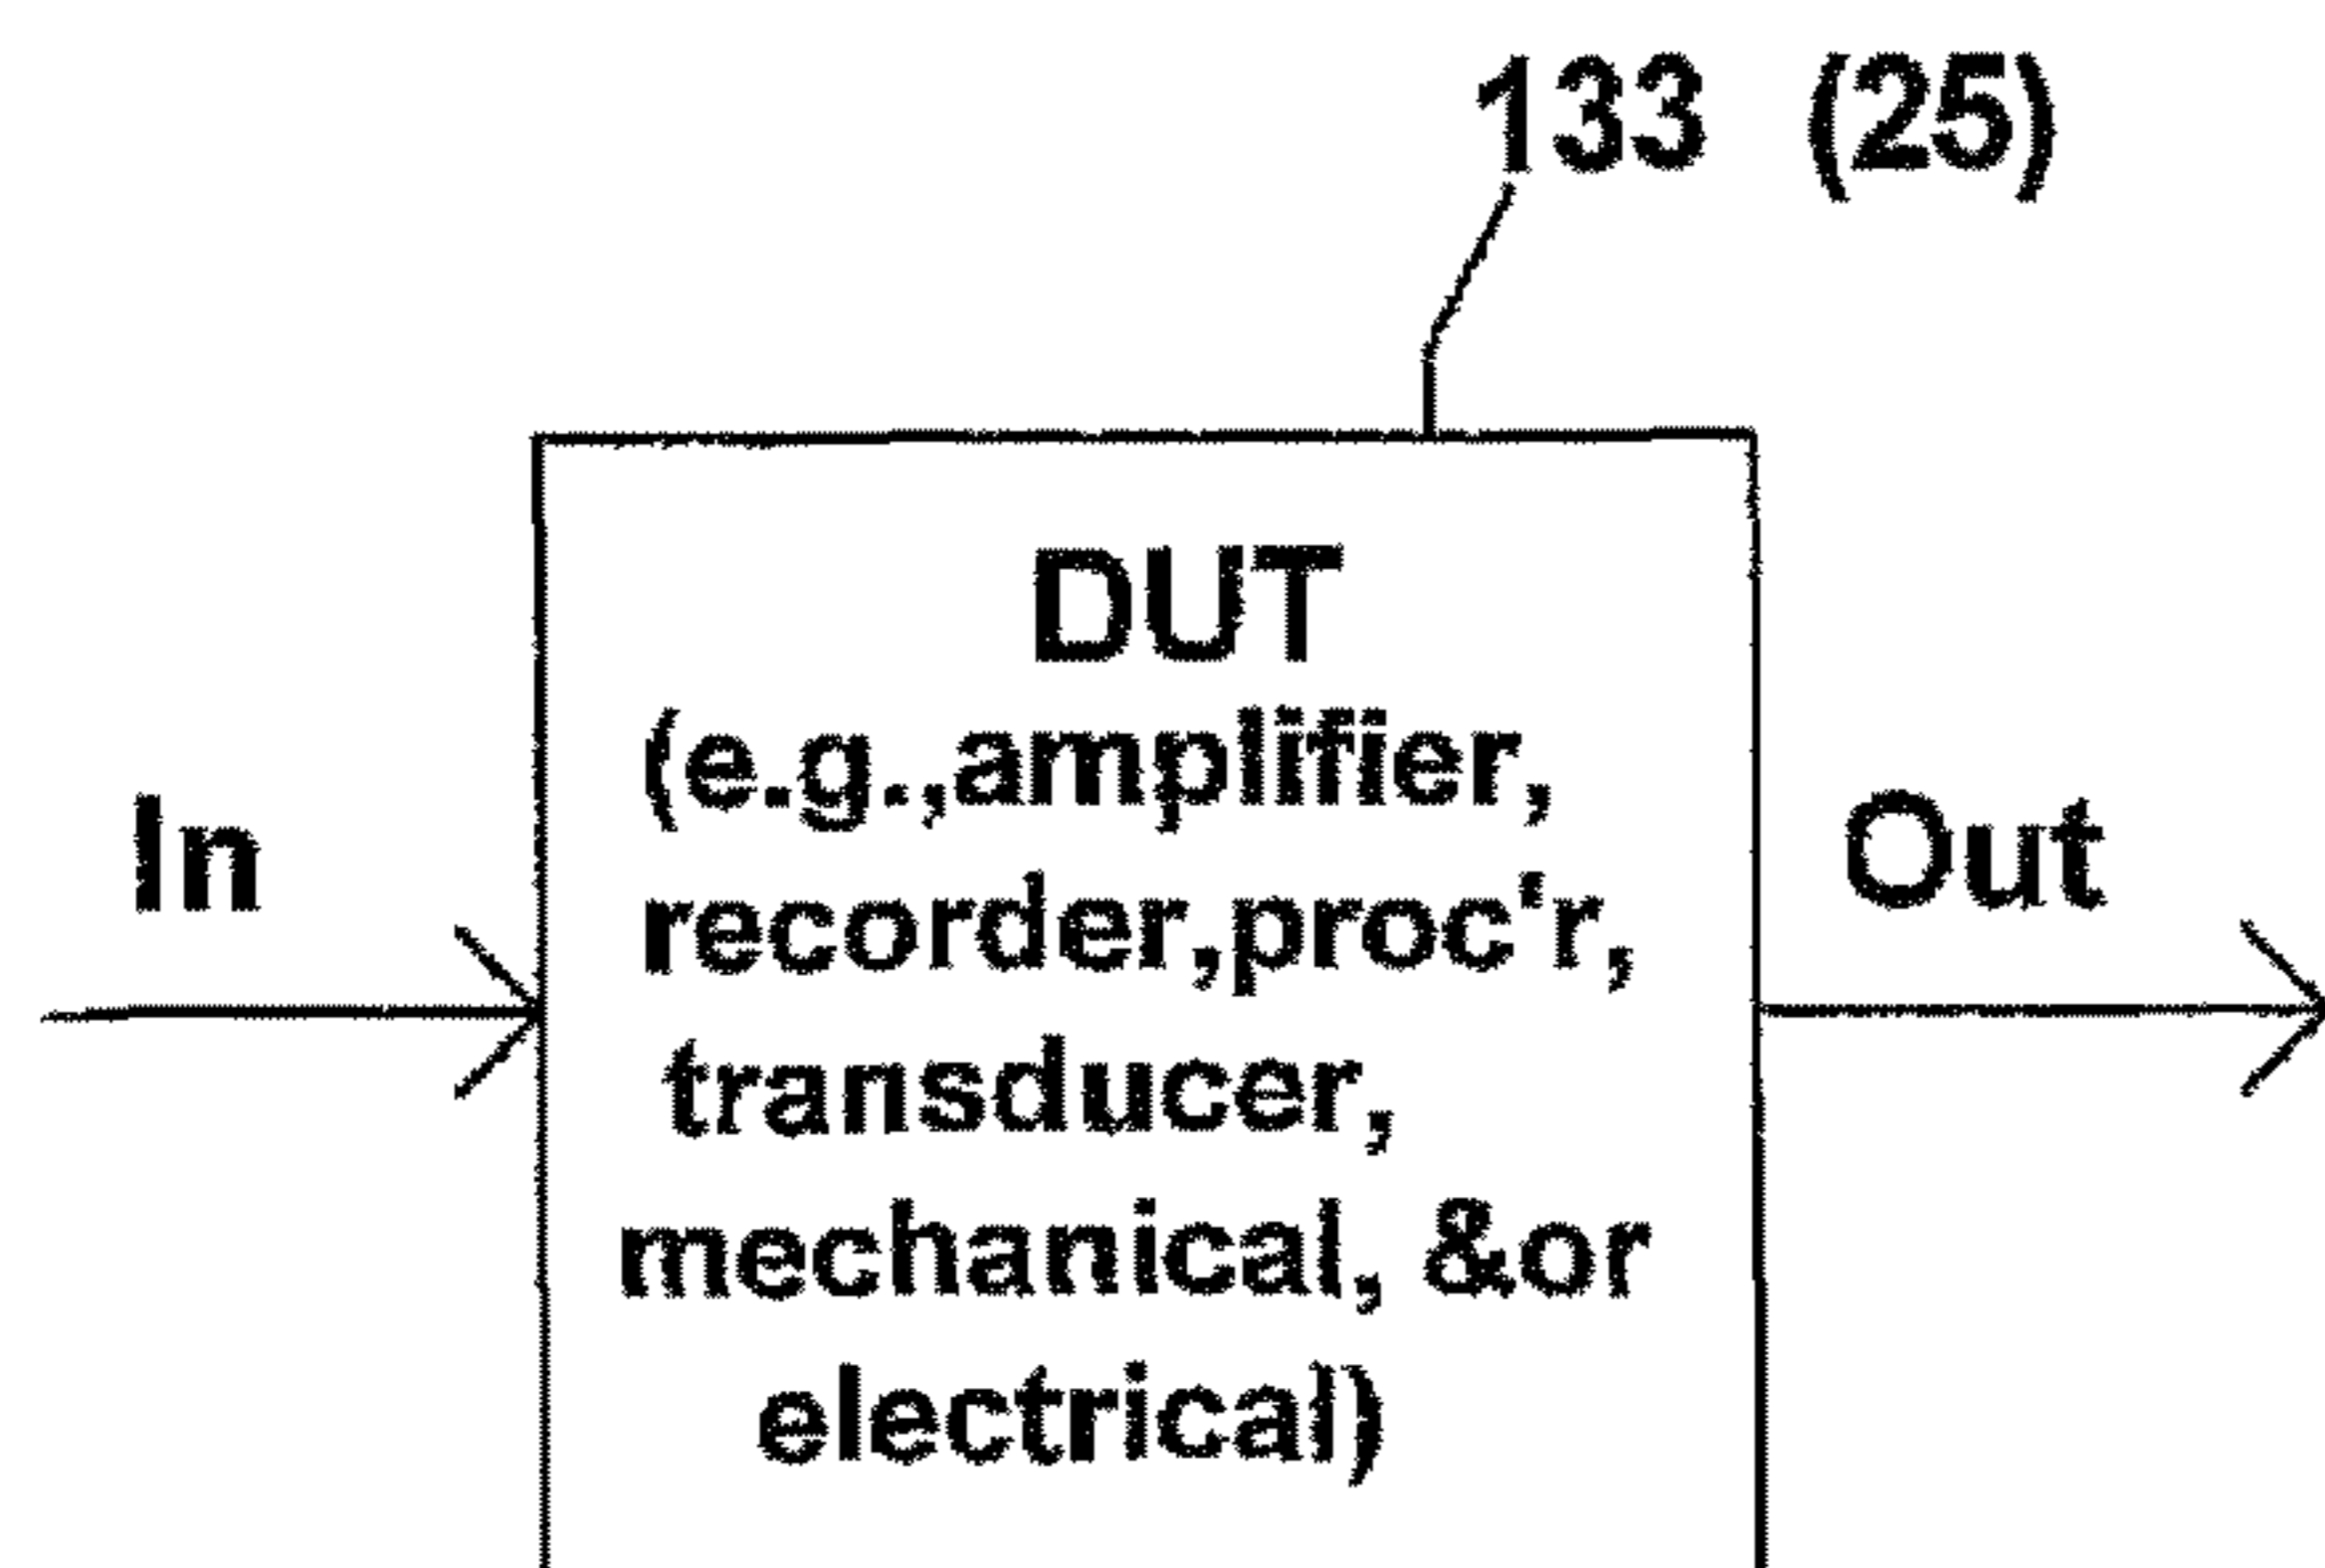 133 (25)
DUT
(e.g.,amplifier,
In
recorder,proc'r,
Out
transducer,
mechanical, &or
electrical)